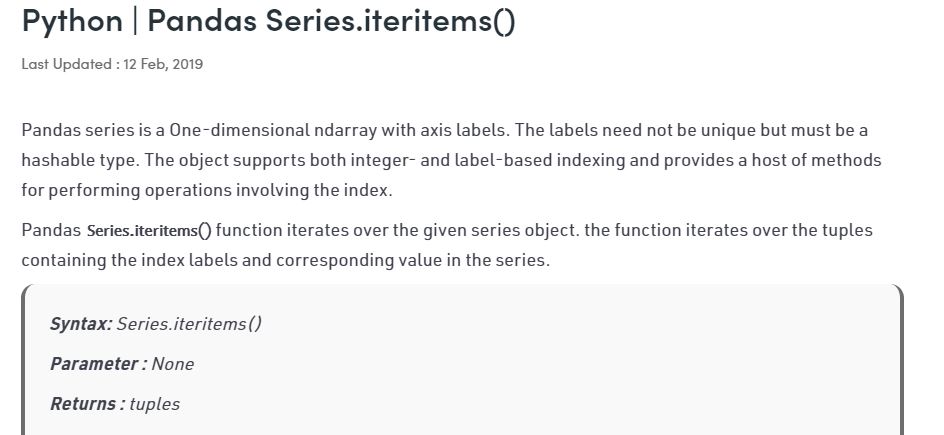 Python | Pandas Series.iteritems()
Last Updated : 12 Feb, 2019
Pandas series is a One-dimensional ndarray with axis labels. The labels need not be unique but must be a
hashable type. The object supports both integer- and label-based indexing and provides a host of methods
for performing operations involving the index.
Pandas Series.iteritems() function iterates over the given series object. the function iterates over the tuples
containing the index labels and corresponding value in the series.
Syntax: Series.iteritems()
Parameter : None
Returns : tuples